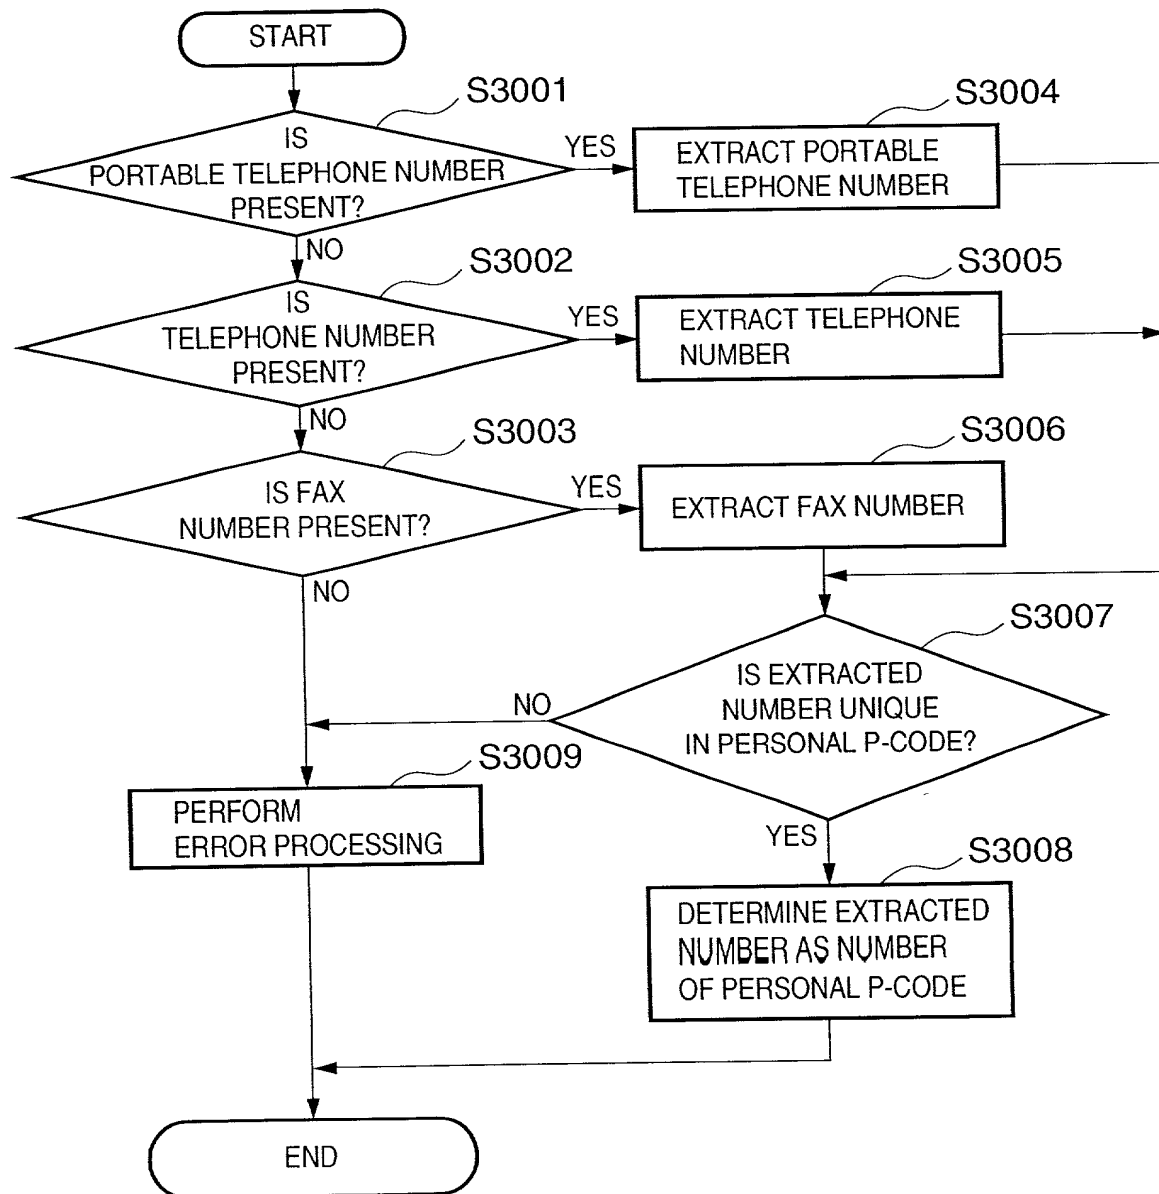 START
S3001
IS
PORTABLE TELEPHONE NUMBER
PRESENT?
YES
S3004
EXTRACT PORTABLE
TELEPHONE NUMBER
NO
S3002
IS
TELEPHONE NUMBER
PRESENT?
YES
S3005
EXTRACT TELEPHONE
NUMBER
NO
S3003
IS FAX
NUMBER PRESENT?
YES
S3006
EXTRACT FAX NUMBER
NO
S3007
IS EXTRACTED
NUMBER UNIQUE
IN PERSONAL P-CODE?
NO
S3009
PERFORM
ERROR PROCESSING
YES
S3008
DETERMINE EXTRACTED
NUMBER AS NUMBER
OF PERSONAL P-CODE
END